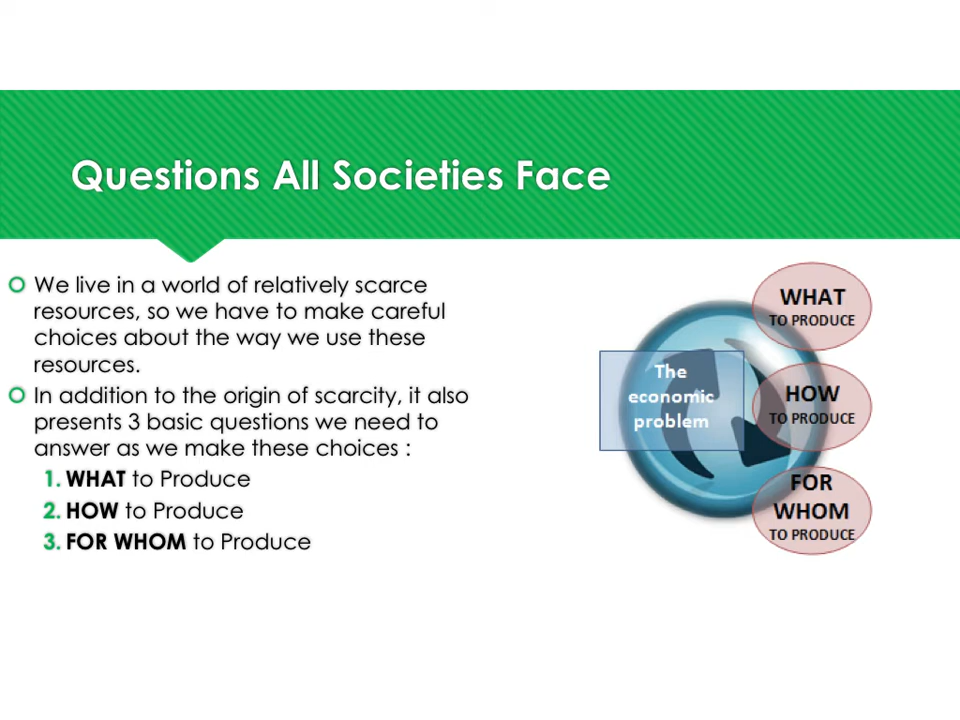 Questions All Societies Face
We live in a world of relatively scarce
resources, so we have to make careful
choices about the way we use these
resources.
In addition to the origin of scarcity, it also
presents 3 basic questions we need to
answer as we make these choices :
1. WHAT to Produce
2. HOW to Produce
3. FOR WHOM to Produce
The
economic
problem
WHAT
TO PRODUCE
HOW
TO PRODUCE
FOR
WHOM
TO PRODUCE